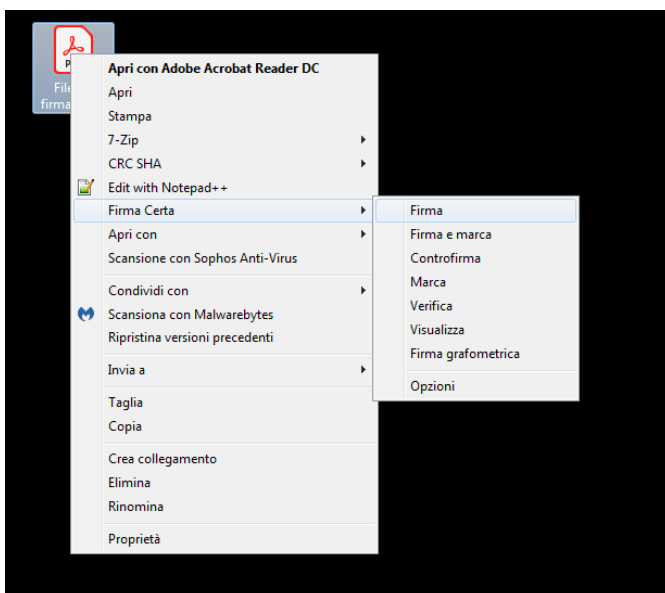 File
firma
Apri con Adobe Acrobat Reader DC
Apri
Stampa
7-Zip
CRC SHA
Edit with Notepad++
Firma Certa
Apri con
Scansione con Sophos Anti-Virus
Condividi con
Scansiona con Malwarebytes
Ripristina versioni precedenti
Invia a
Taglia
Copia
Crea collegamento
Elimina
Rinomina
Proprietà
Firma
Firma e marca
Controfirma
Marca
Verifica
Visualizza
Firma grafometrica
Opzioni